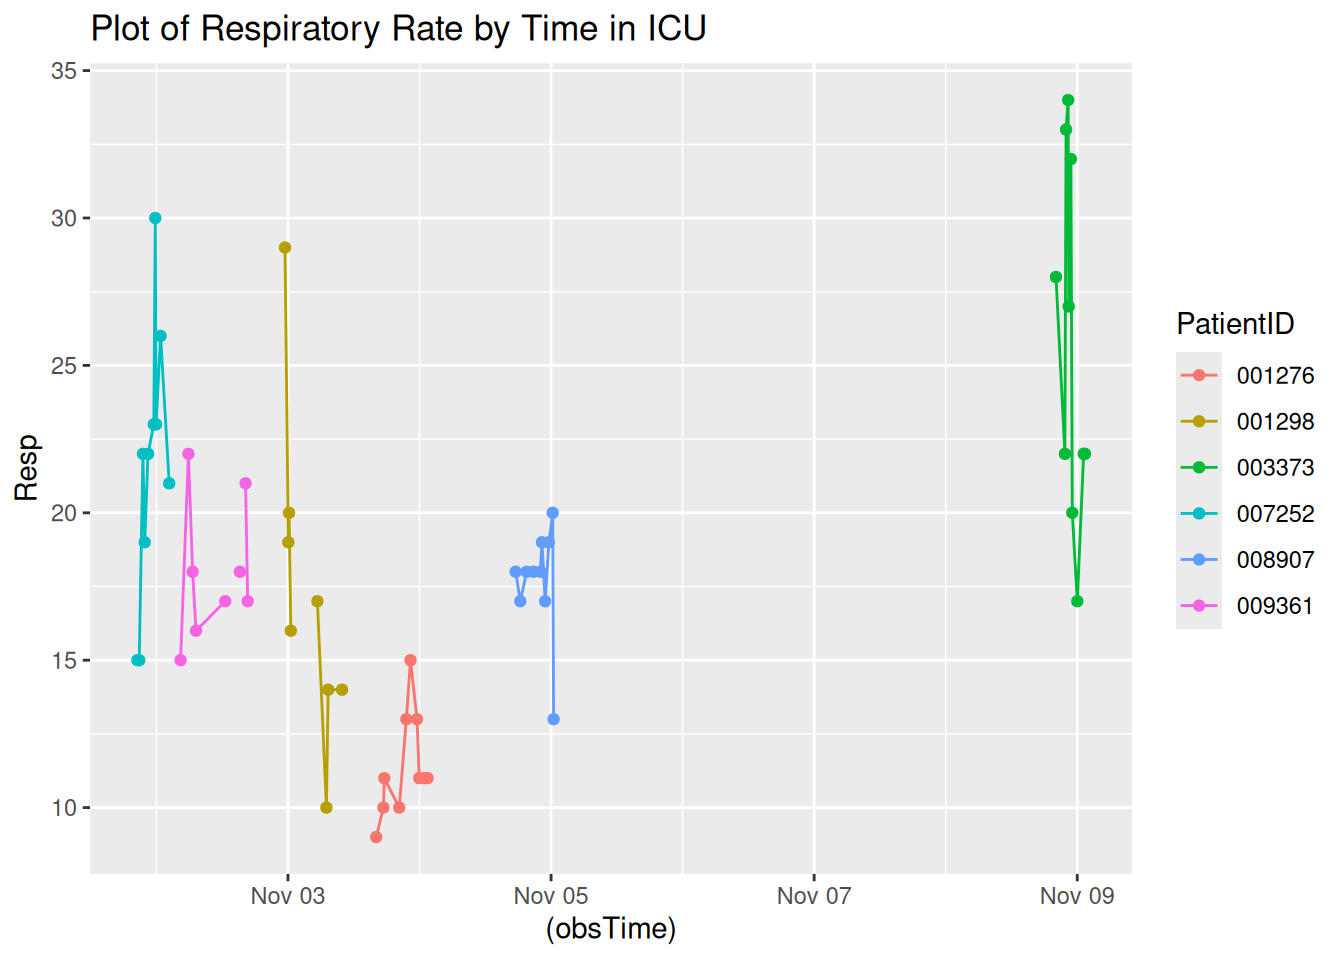 Plot of Respiratory Rate by Time in ICU
35
30
25
20
15
10
Resp
Nov 03
Nov 05
Nov 07
Nov 09
(obsTime)
PatientID
001276
001298
003373
007252
008907
009361